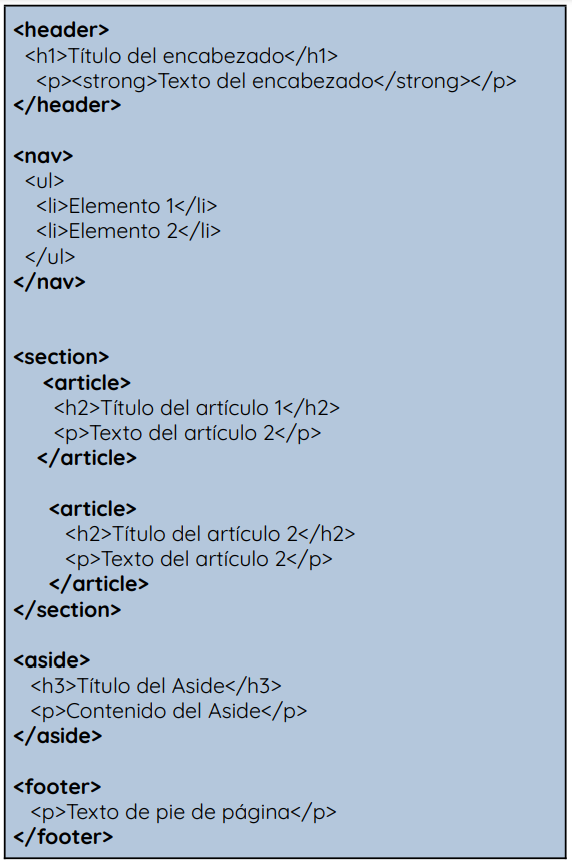 <header>
<h1>Título del encabezado</h1>
<p><strong>Texto del encabezado</strong></p>
</header>
<nav>
<ul>
<li>Elemento 1</li>
<li>Elemento 2</li>
</ul>
</nav>
<section>
<article>
<h2>Título del artículo 1</h2>
<p>Texto del artículo 2</p>
</article>
<article>
<h2>Título del artículo 2</h2>
<p>Texto del artículo 2</p>
</article>
</section>
<aside>
<h3>Título del Aside</h3>
<p>Contenido del Aside</p>
</aside>
<footer>
<p>Texto de pie de página</p>
</footer>